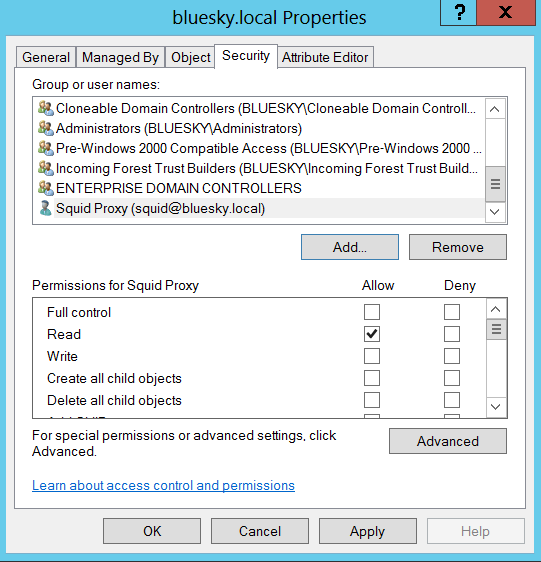 bluesky.local Properties
?
X
General
Managed By
Object
Security
Attribute Editor
Group or user names:
Cloneable Domain Controllers (BLUESKY\Cloneable Domain Controll...
Administrators (BLUESKY\Administrators)
Pre-Windows 2000 Compatible Access (BLUESKY\Pre-Windows 2000 ...
Incoming Forest Trust Builders (BLUESKY\Incoming Forest Trust Build...
ENTERPRISE DOMAIN CONTROLLERS
Squid Proxy (squid@bluesky.local)
Add...
Remove
Permissions for Squid Proxy
Allow
Deny
Full control
Read
Write
Create all child objects
Delete all child objects
For special permissions or advanced settings, click
Advanced.
Advanced
Learn about access control and permissions
OK
Cancel
Apply
Help